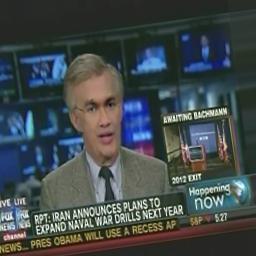 AWAITING BACHMANN
2012 EXIT
Happening
now
LIVE LIVE
FOX
NEWS
channel
RPT: IRAN ANNOUNCES PLANS TO
EXPAND NAVAL WAR DRILLS NEXT YEAR
S&P 5:27
NEWS... PRES OBAMA WILL USE A RECESS AP